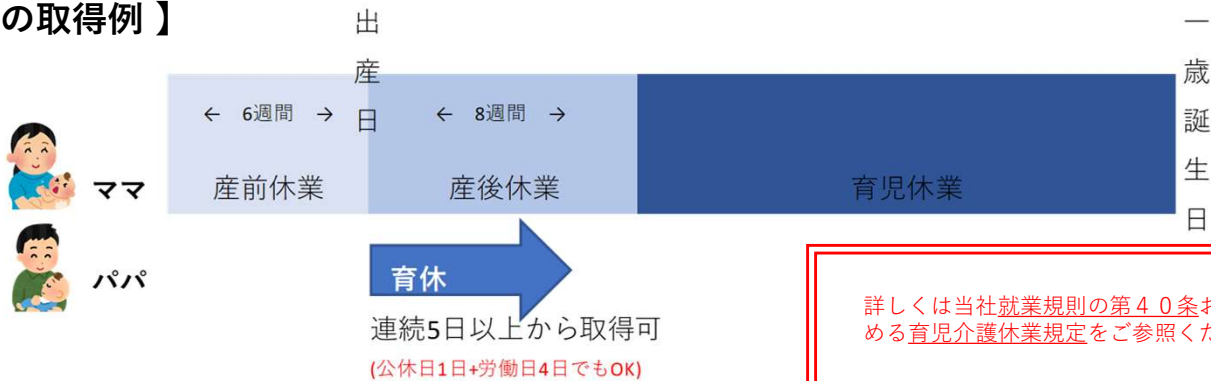 の取得例 】
出産日
一歳誕生日
← 6週間 →
← 8週間 →
ママ
産前休業
産後休業
育児休業
パパ
育休
連続5日以上から取得可
(公休日1日+労働日4日でもOK)
詳しくは当社就業規則の第４０条お
める育児介護休業規定をご参照くだ